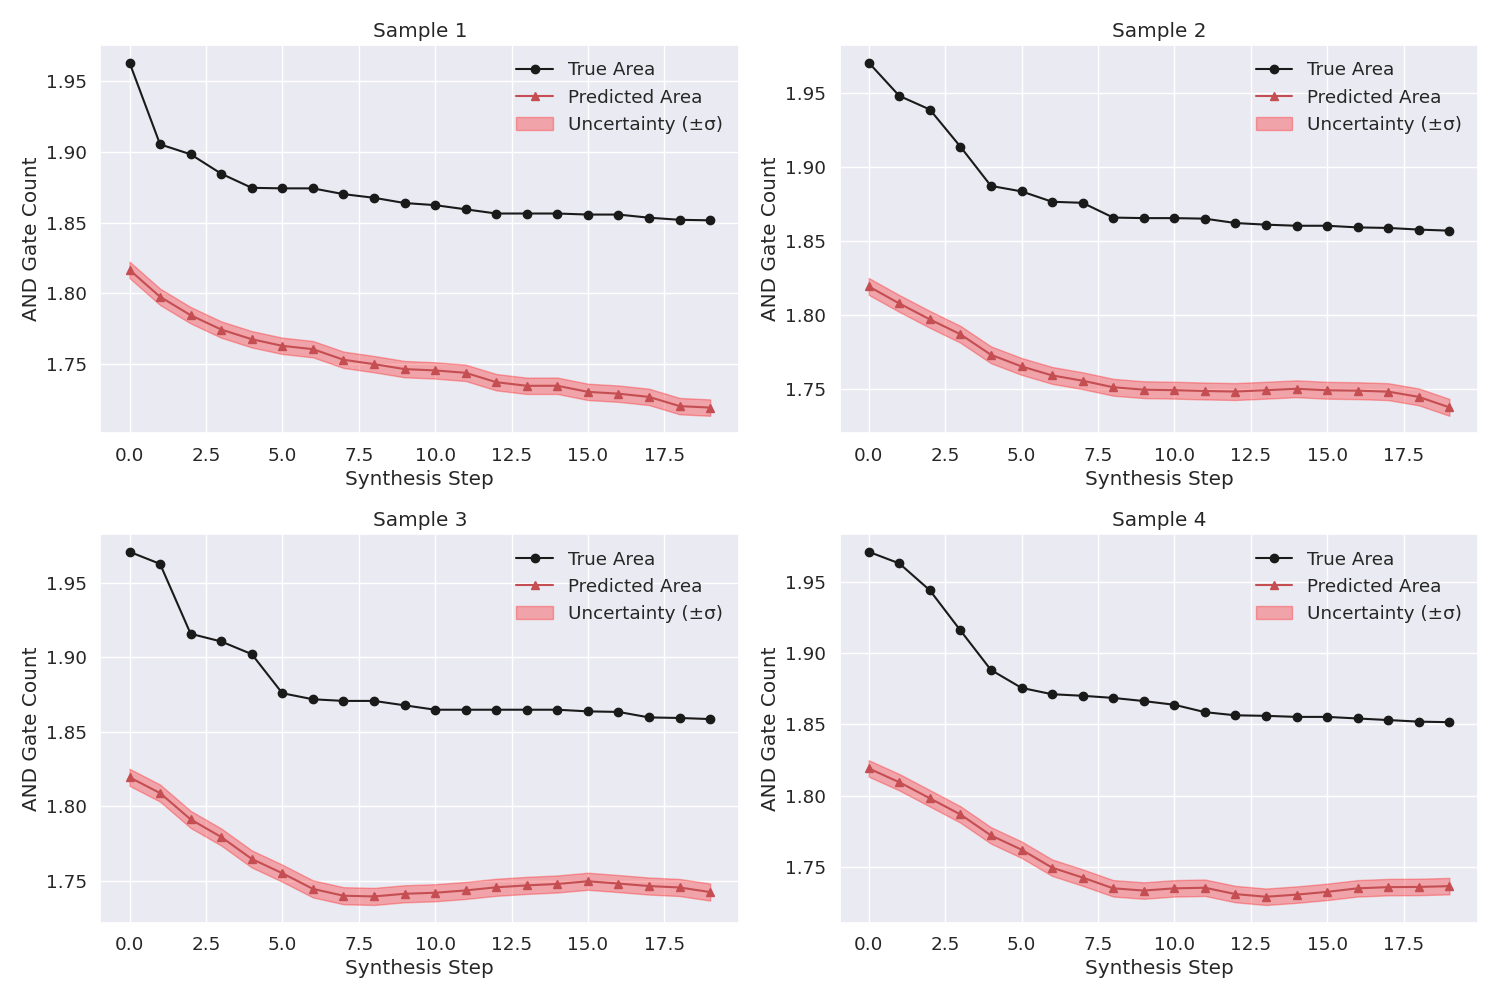 Sample 1
AND Gate Count
1.95
1.90
1.85
1.80
1.75
True Area
Predicted Area
Uncertainty (±σ)
0.0 2.5 5.0 7.5 10.0 12.5 15.0 17.5
Synthesis Step
Sample 2
AND Gate Count
1.95
1.90
1.85
1.80
1.75
True Area
Predicted Area
Uncertainty (±σ)
0.0 2.5 5.0 7.5 10.0 12.5 15.0 17.5
Synthesis Step
Sample 3
AND Gate Count
1.95
1.90
1.85
1.80
1.75
True Area
Predicted Area
Uncertainty (±σ)
0.0 2.5 5.0 7.5 10.0 12.5 15.0 17.5
Synthesis Step
Sample 4
AND Gate Count
1.95
1.90
1.85
1.80
1.75
True Area
Predicted Area
Uncertainty (±σ)
0.0 2.5 5.0 7.5 10.0 12.5 15.0 17.5
Synthesis Step